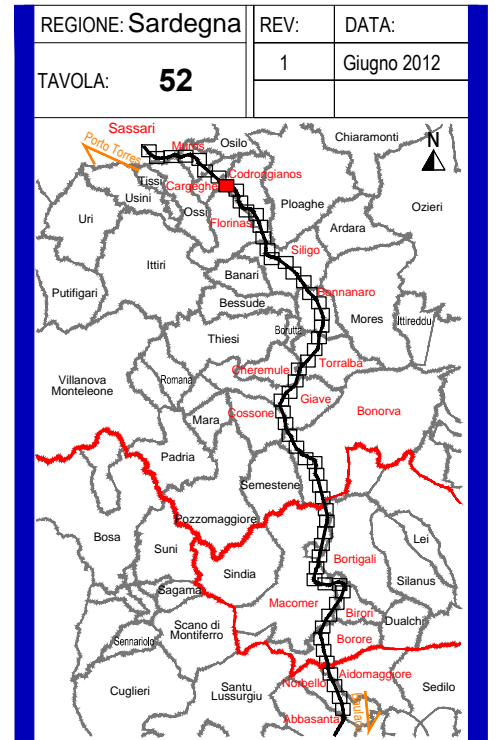 REGIONE: Sardegna
REV:
DATA:
TAVOLA: 52
1
Giugno 2012
Sassari
Porto Torres
Muros
Osilo
Chiaramonti
N
Tissi
Cargeghe
Codrongianos
Usini
Ossi
Ploaghe
Ozieri
Uri
Florinas
Ardara
Ittiri
Siligo
Banari
Bonnanaro
Putifigari
Bessude
Mores
Ittireddu
Borutta
Thiesi
Cheremule
Torralba
Villanova
Monteleone
Romana
Giave
Cossone
Bonorva
Mara
Padria
Semestene
Pozzomaggiore
Bosa
Suni
Lei
Bortigali
Sindia
Silanus
Sagama
Macomer
Birori
Dualchi
Scano di
Montiferro
Sennariolo
Borore
Norbello
Aidomaggiore
Cuglieri
Santu
Lussurgiu
Sedilo
Abbasanta